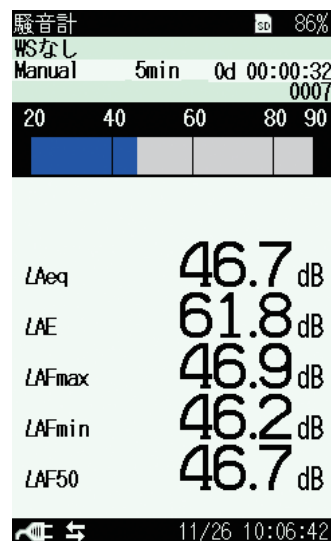 騒音計 SD 86%
WSなし
Manual 5min 0d 00:00:32
0007
20 40 60 80 90
LAeq 46.7 dB
LAE 61.8 dB
LAFmax 46.9 dB
LAFmin 46.2 dB
LAF50 46.7 dB
11/26 10:06:42